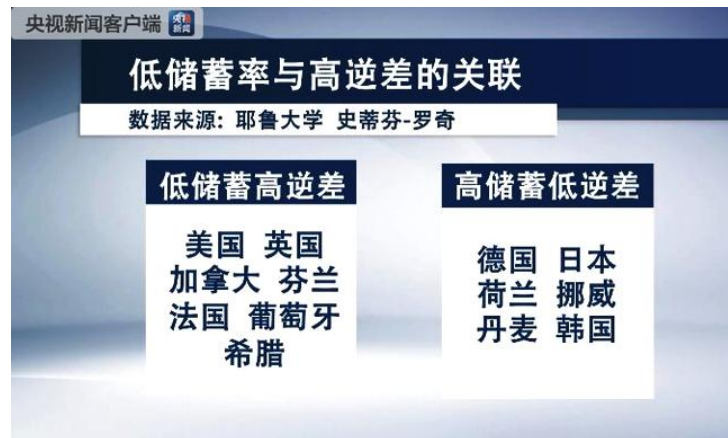 央视新闻客户端 央视新闻
低储蓄率与高逆差的关联
数据来源: 耶鲁大学 史蒂芬-罗奇
低储蓄高逆差
美国 英国
加拿大 芬兰
法国 葡萄牙
希腊
高储蓄低逆差
德国 日本
荷兰 挪威
丹麦 韩国